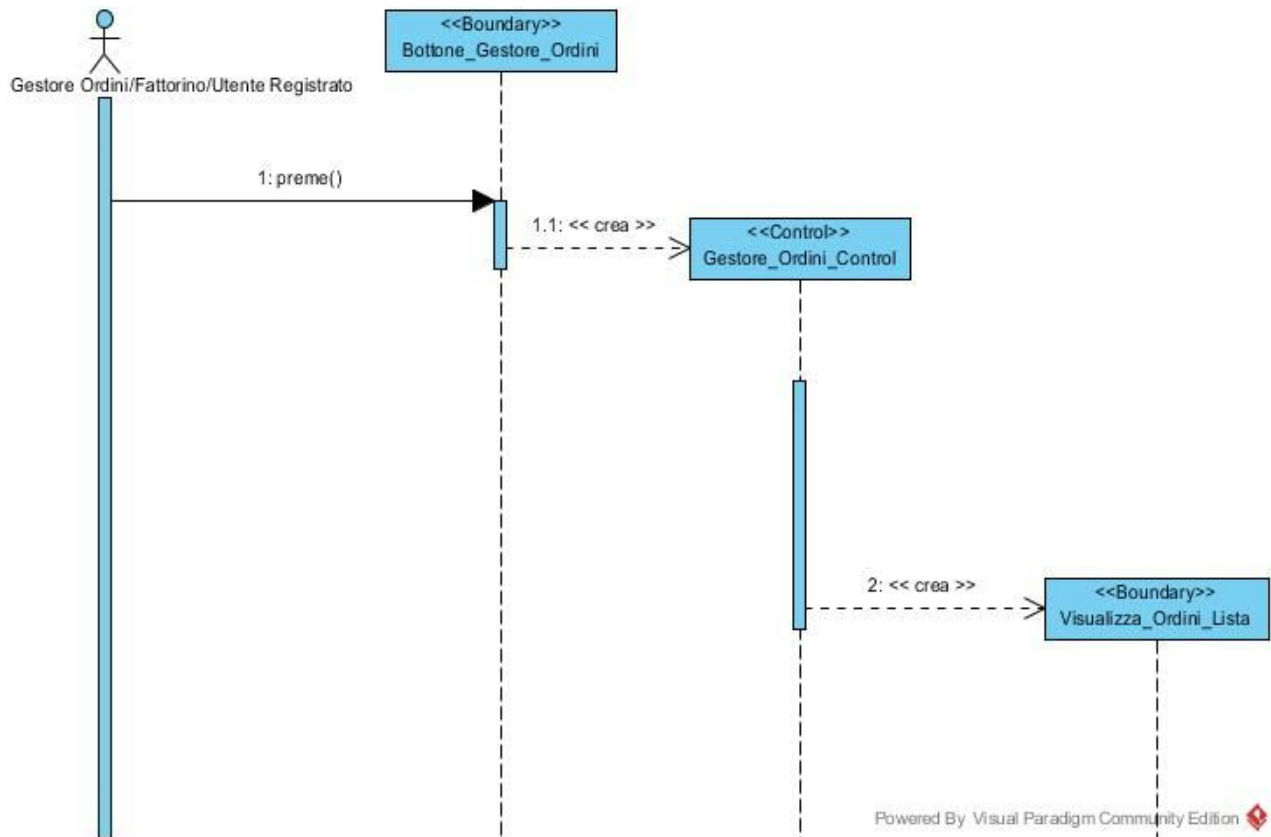 <<Boundary>>
Bottone_Gestore_Ordini
Gestore Ordini/Fattorino/Utente Registrato
1: preme()
1.1: << crea >>
<<Control>>
Gestore_Ordini_Control
2: << crea >>
<<Boundary>>
Visualizza_Ordini_Lista
Powered By Visual Paradigm Community Edition